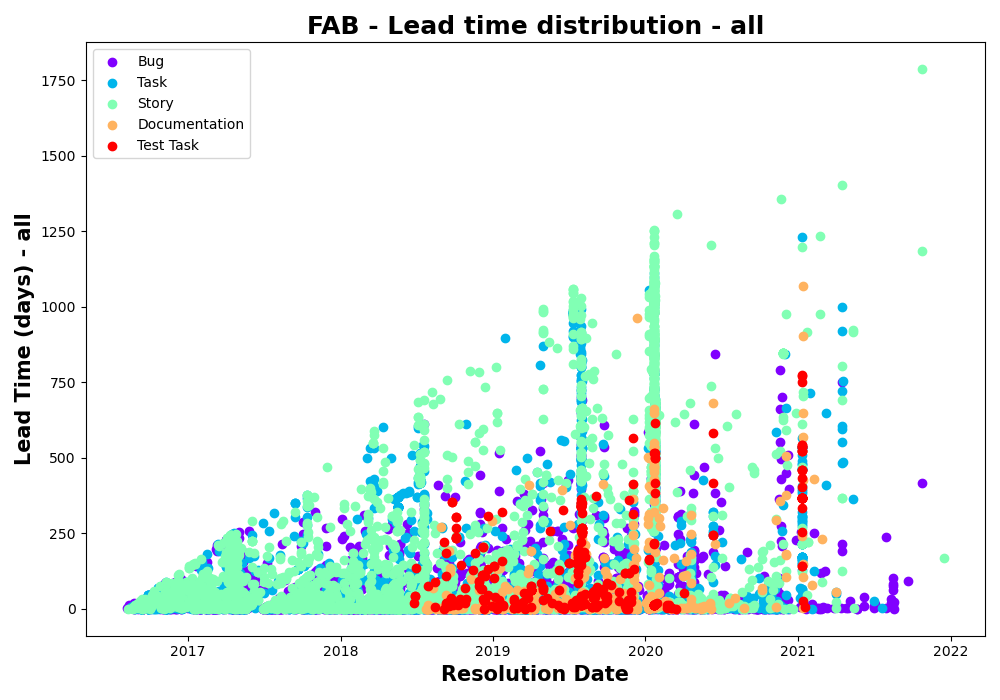 FAB - Lead time distribution - all
Bug
Task
Story
Documentation
Test Task
Lead Time (days) - all
1750
1500
1250
1000
750
500
250
0
2017
2018
2019
2020
2021
2022
Resolution Date